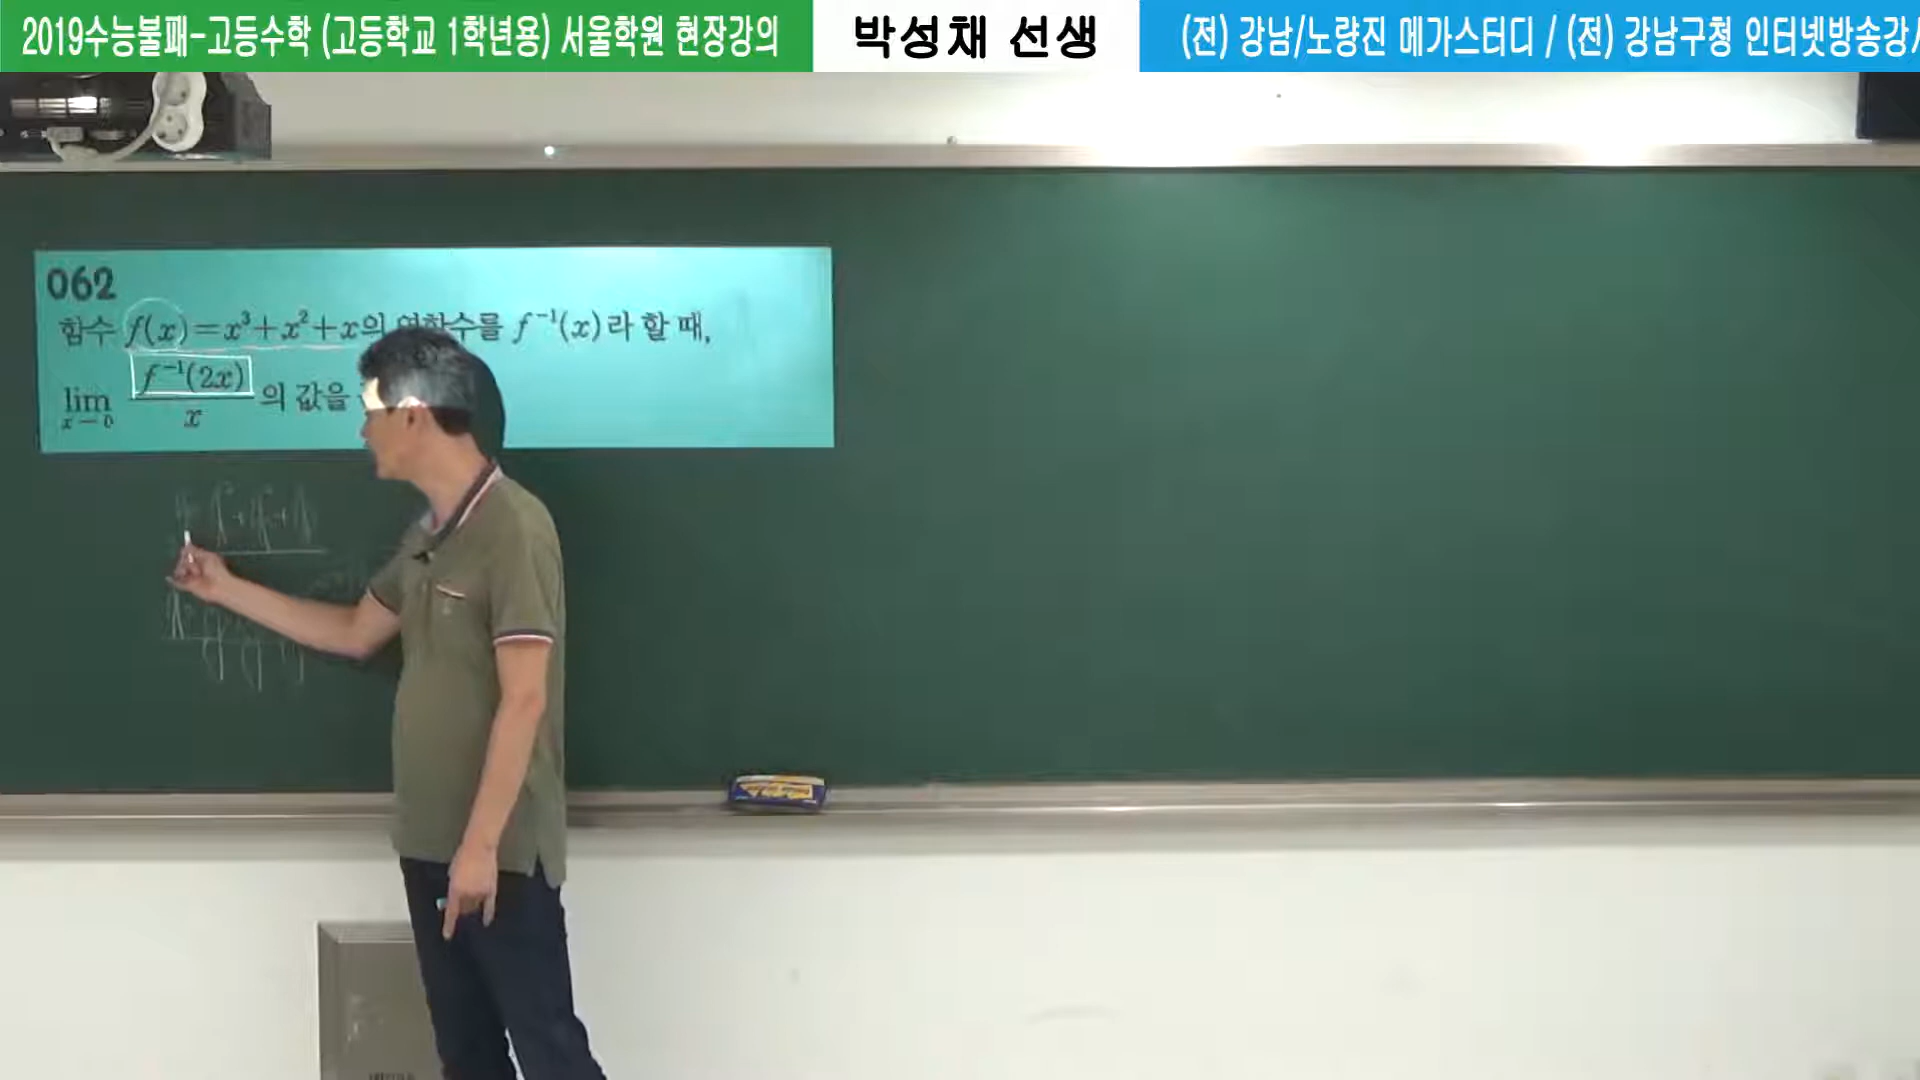 2019수능불패-고등수학 (고등학교 1학년용) 서울학원 현장강의
박성채 선생
(전) 강남/노량진 메가스터디 / (전) 강남구청 인터넷방송강
062
함수 f(x)=x³+x²+x의 역함수를 f⁻¹(x)라 할 때,
lim x→0 f⁻¹(2x)/x 의 값을